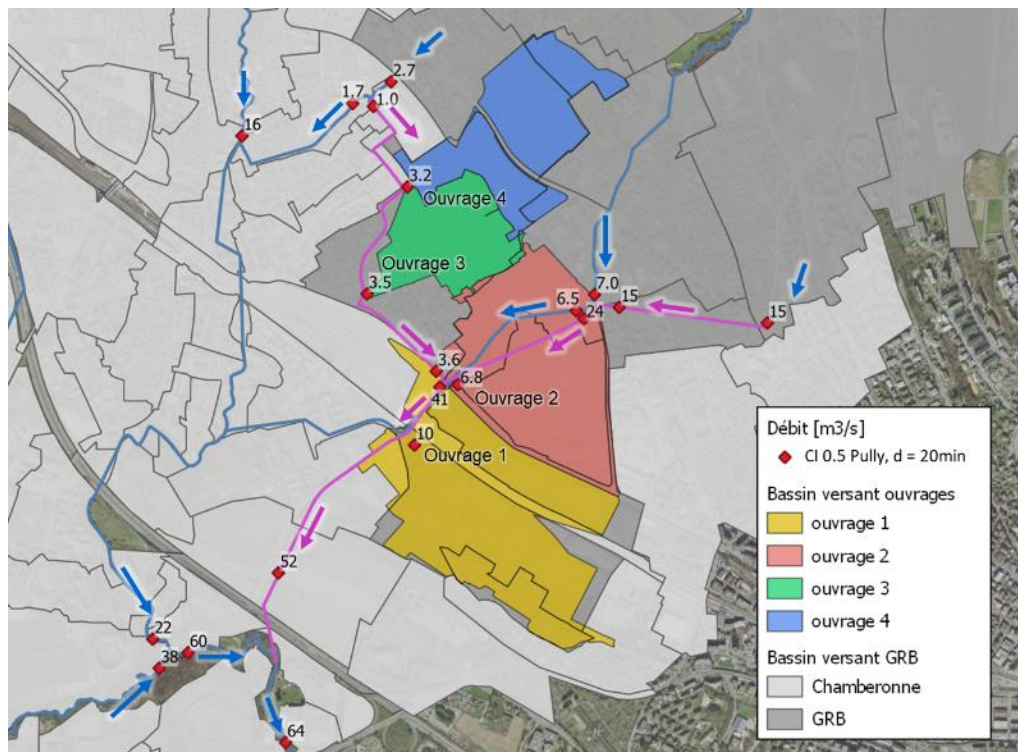 2.7
1.7
1.0
16
3.2
Ouvrage 4
Ouvrage 3
3.5
7.0
6.5
15
24
15
3.6
6.8
41
Ouvrage 2
10
Ouvrage 1
52
22
60
38
64
Débit [m3/s]
CI 0.5 Pully, d = 20min
Bassin versant ouvrages
ouvrage 1
ouvrage 2
ouvrage 3
ouvrage 4
Bassin versant GRB
Chamberonne
GRB